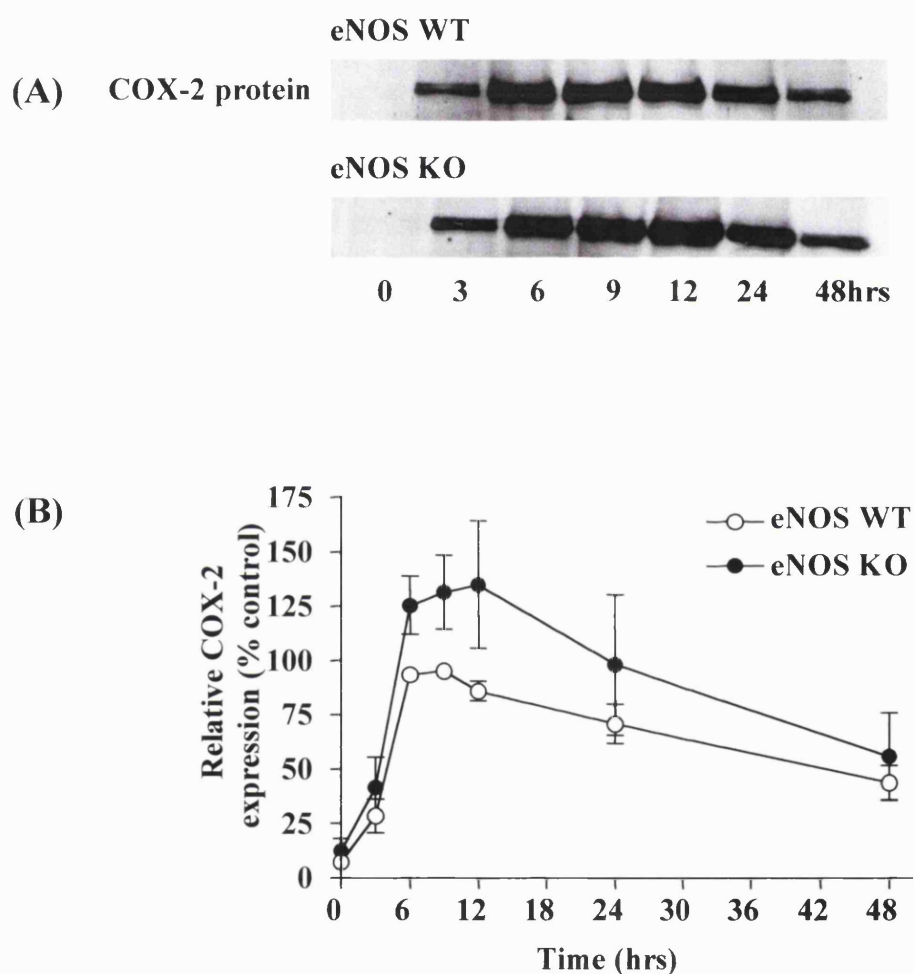 eNOS WT
(A) COX-2 protein
eNOS KO
0 3 6 9 12 24 48hrs
(B)
175
150
125
100
75
50
25
0
Relative COX-2
expression (% control)
eNOS WT
eNOS KO
0 6 12 18 24 30 36 42 48
Time (hrs)